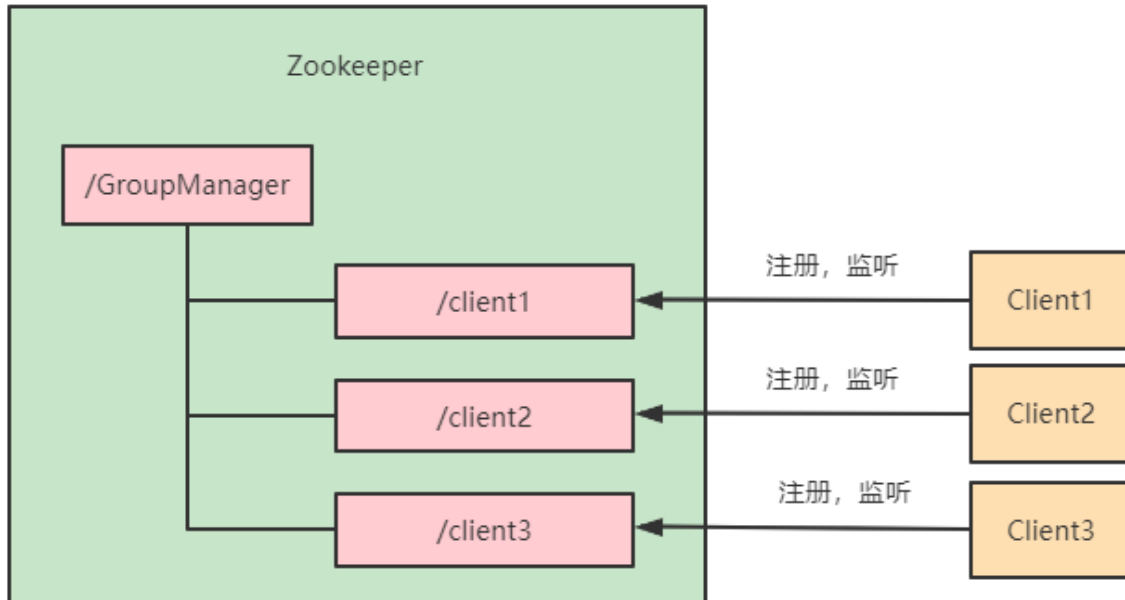 Zookeeper
/GroupManager
/client1
注册，监听
Client1
/client2
注册，监听
Client2
/client3
注册，监听
Client3